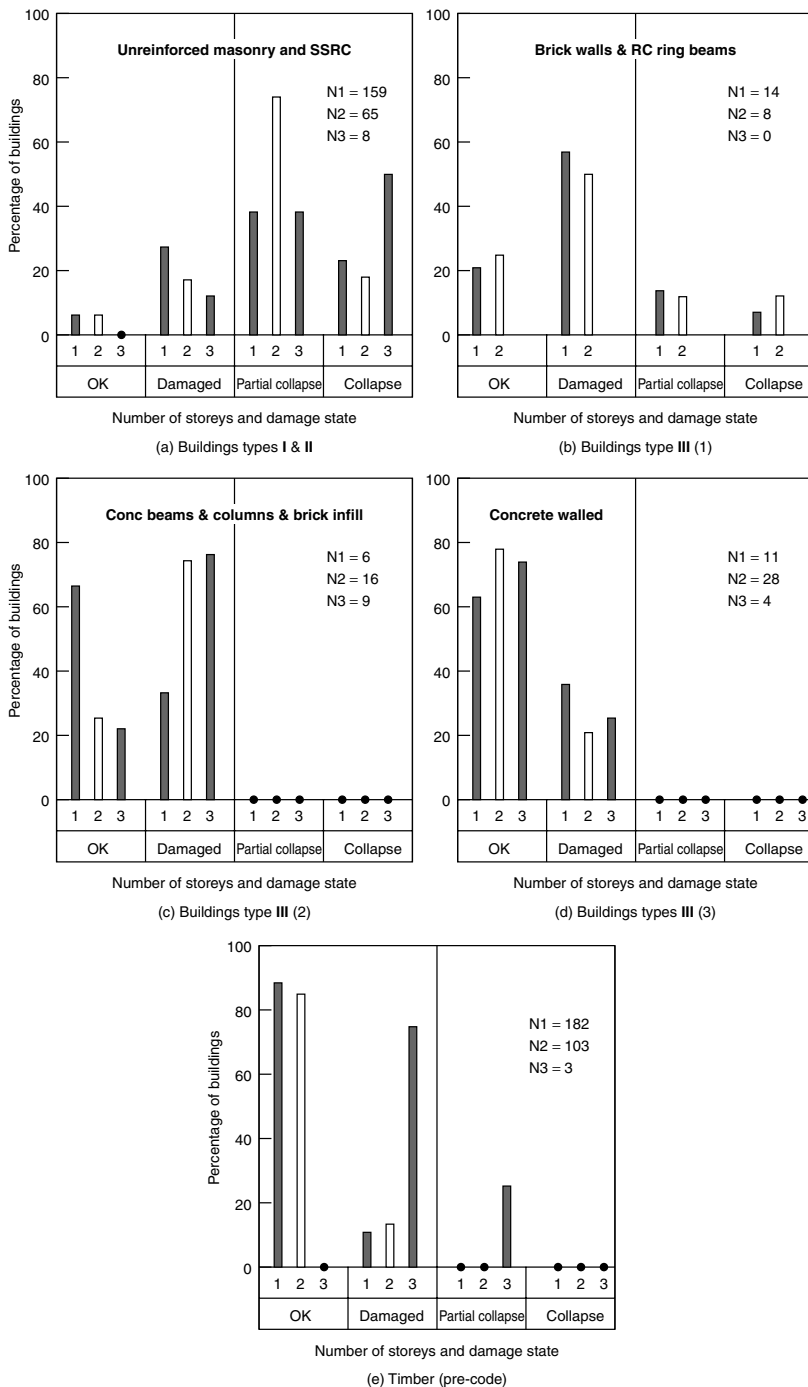 100
80
60
40
20
0
Percentage of buildings
Unreinforced masonry and SSRC
N1 = 159
N2 = 65
N3 = 8
1 2 3 1 2 3 1 2 3 1 2 3
OK Damaged Partial collapse Collapse
Number of storeys and damage state
(a) Buildings types I & II
100
80
60
40
20
0
Brick walls & RC ring beams
N1 = 14
N2 = 8
N3 = 0
1 2 1 2 1 2 1 2
OK Damaged Partial collapse Collapse
Number of storeys and damage state
(b) Buildings type III (1)
100
80
60
40
20
0
Percentage of buildings
Conc beams & columns & brick infill
N1 = 6
N2 = 16
N3 = 9
1 2 3 1 2 3 1 2 3 1 2 3
OK Damaged Partial collapse Collapse
Number of storeys and damage state
(c) Buildings type III (2)
100
80
60
40
20
0
Concrete walled
N1 = 11
N2 = 28
N3 = 4
1 2 3 1 2 3 1 2 3 1 2 3
OK Damaged Partial collapse Collapse
Number of storeys and damage state
(d) Buildings types III (3)
100
80
60
40
20
0
Percentage of buildings
N1 = 182
N2 = 103
N3 = 3
1 2 3 1 2 3 1 2 3 1 2 3
OK Damaged Partial collapse Collapse
Number of storeys and damage state
(e) Timber (pre-code)